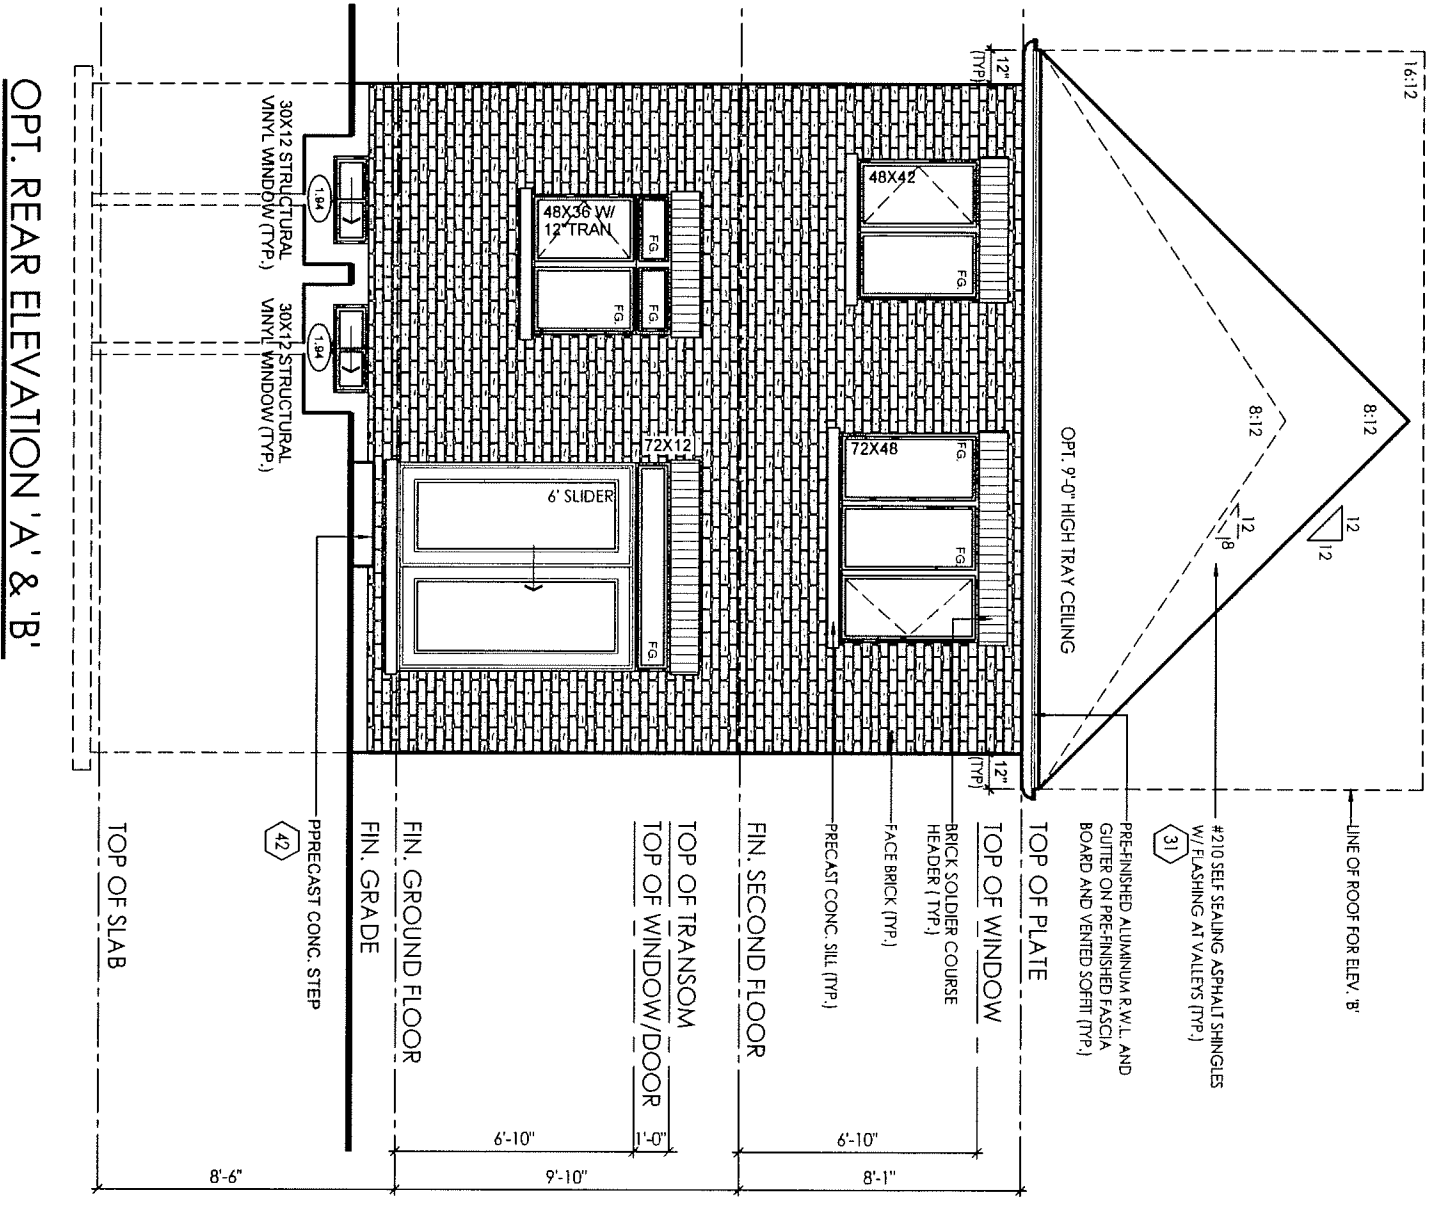 16:12
LINE OF ROOF FOR ELEV. 'B'
8:12
8:12
12
12
12
8
#210 SELF SEALING ASPHALT SHINGLES
W/ FLASHING AT VALLEYS (TYP.)
31
OPT. 9'-0" HIGH TRAY CEILING
PRE-FINISHED ALUMINUM R.W.L. AND
GUTTER ON PRE-FINISHED FASCIA
BOARD AND VENTED SOFFIT (TYP.)
12"
(TYP)
12"
(TYP)
TOP OF PLATE
TOP OF WINDOW
48X42
FG.
72X48
FG.
FG.
BRICK SOLDIER COURSE
HEADER ( TYP.)
FACE BRICK (TYP.)
PRECAST CONC. SILL (TYP.)
6'-10"
8'-1"
FIN. SECOND FLOOR
TOP OF TRANSOM
TOP OF WINDOW/DOOR
48X36 W/
12"TRAN
FG.
FG.
FG.
72X12
FG.
6' SLIDER
1'-0"
6'-10"
9'-10"
FIN. GROUND FLOOR
FIN. GRADE
PPRECAST CONC. STEP
42
1.94
1.94
30X12 STRUCTURAL
VINYL WINDOW (TYP.)
30X12 STRUCTURAL
VINYL WINDOW (TYP.)
8'-6"
TOP OF SLAB
OPT. REAR ELEVATION 'A' & 'B'